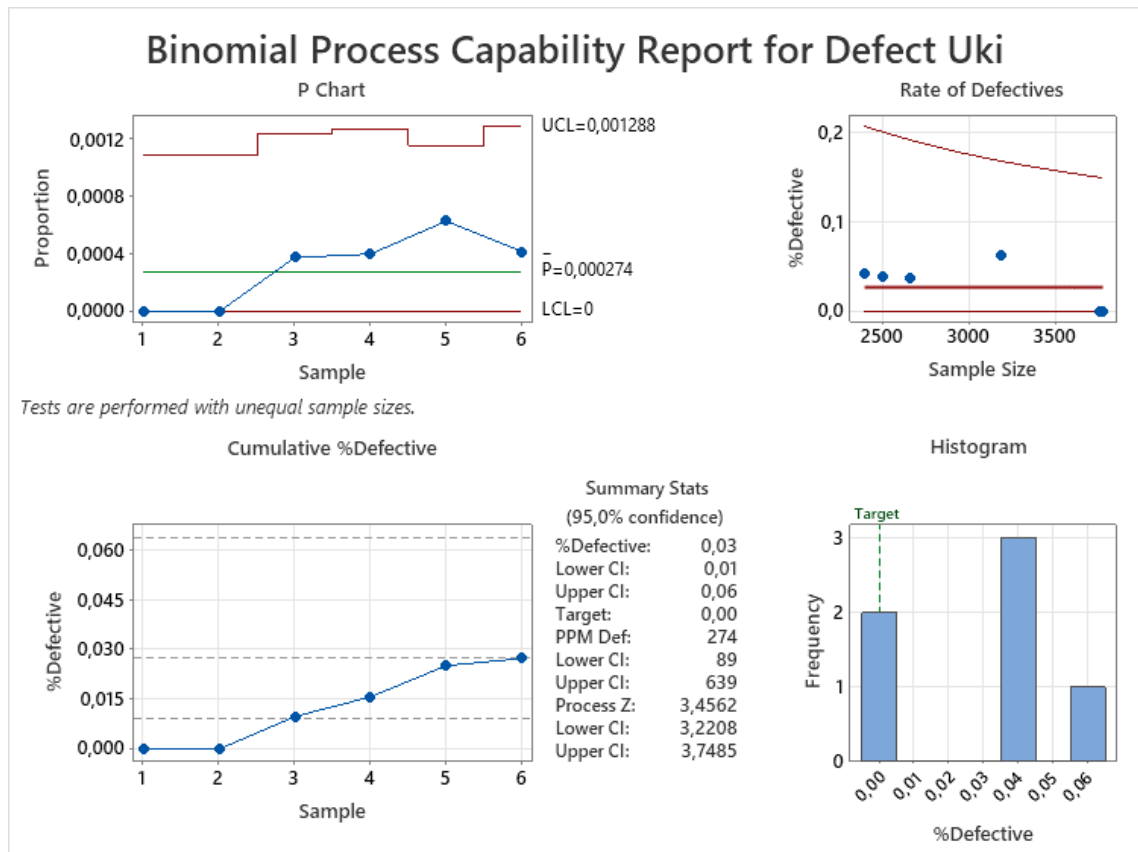 Binomial Process Capability Report for Defect Uki
P Chart
0,0012
0,0008
0,0004
0,0000
Proportion
1 2 3 4 5 6
Sample
UCL=0,001288
_
P=0,000274
LCL=0
Rate of Defectives
0,2
0,1
0,0
%Defective
2500 3000 3500
Sample Size
Tests are performed with unequal sample sizes.
Cumulative %Defective
0,060
0,045
0,030
0,015
0,000
%Defective
1 2 3 4 5 6
Sample
Summary Stats
(95,0% confidence)
%Defective: 0,03
Lower CI: 0,01
Upper CI: 0,06
Target: 0,00
PPM Def: 274
Lower CI: 89
Upper CI: 639
Process Z: 3,4562
Lower CI: 3,2208
Upper CI: 3,7485
Histogram
Target
3
2
1
0
Frequency
0,00 0,01 0,02 0,03 0,04 0,05 0,06
%Defective